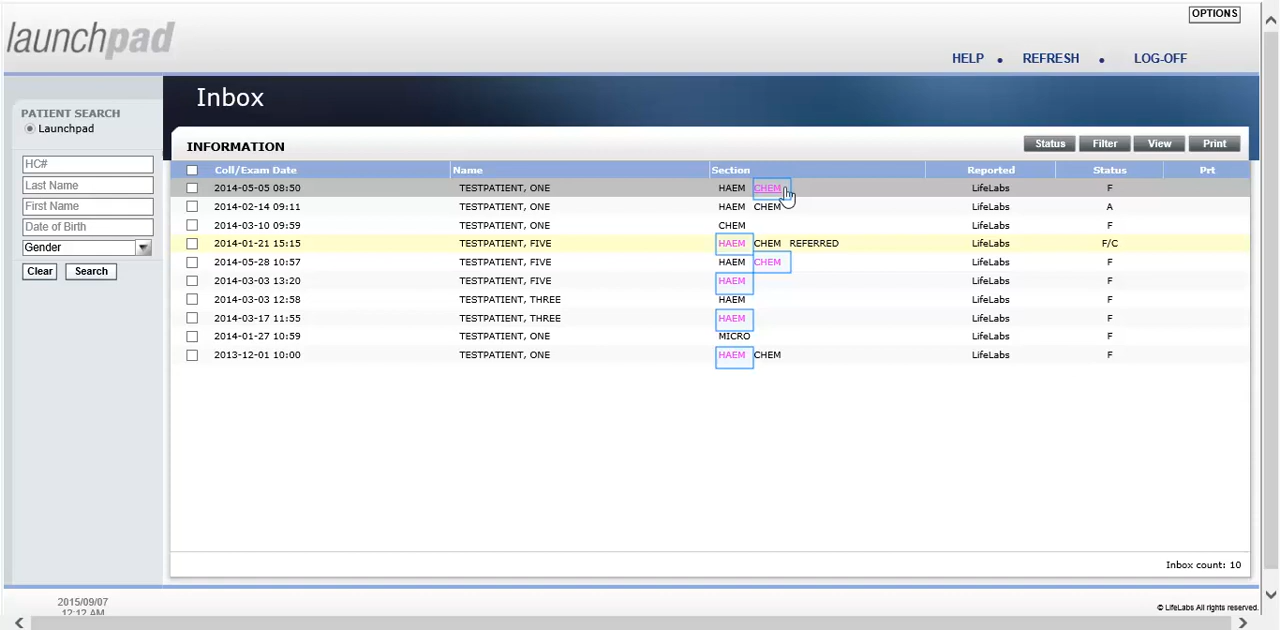 OPTIONS
launchpad
HELP • REFRESH • LOG-OFF
Inbox
PATIENT SEARCH
Launchpad
HC#
Last Name
First Name
Date of Birth
Gender
Clear Search
INFORMATION
Status Filter View Print
Coll/Exam Date Name Section Reported Status Prt
2014-05-05 08:50 TESTPATIENT, ONE HAEM CHEM LifeLabs F
2014-02-14 09:11 TESTPATIENT, ONE HAEM CHEM LifeLabs A
2014-03-10 09:59 TESTPATIENT, ONE CHEM LifeLabs F
2014-01-21 15:15 TESTPATIENT, FIVE HAEM CHEM REFERRED LifeLabs F/C
2014-05-28 10:57 TESTPATIENT, FIVE HAEM CHEM LifeLabs F
2014-03-03 13:20 TESTPATIENT, FIVE HAEM LifeLabs F
2014-03-03 12:58 TESTPATIENT, THREE HAEM LifeLabs F
2014-03-17 11:55 TESTPATIENT, THREE HAEM LifeLabs F
2014-01-27 10:59 TESTPATIENT, ONE MICRO LifeLabs F
2013-12-01 10:00 TESTPATIENT, ONE HAEM CHEM LifeLabs F
Inbox count: 10
2015/09/07
12:12 AM
© LifeLabs All rights reserved.